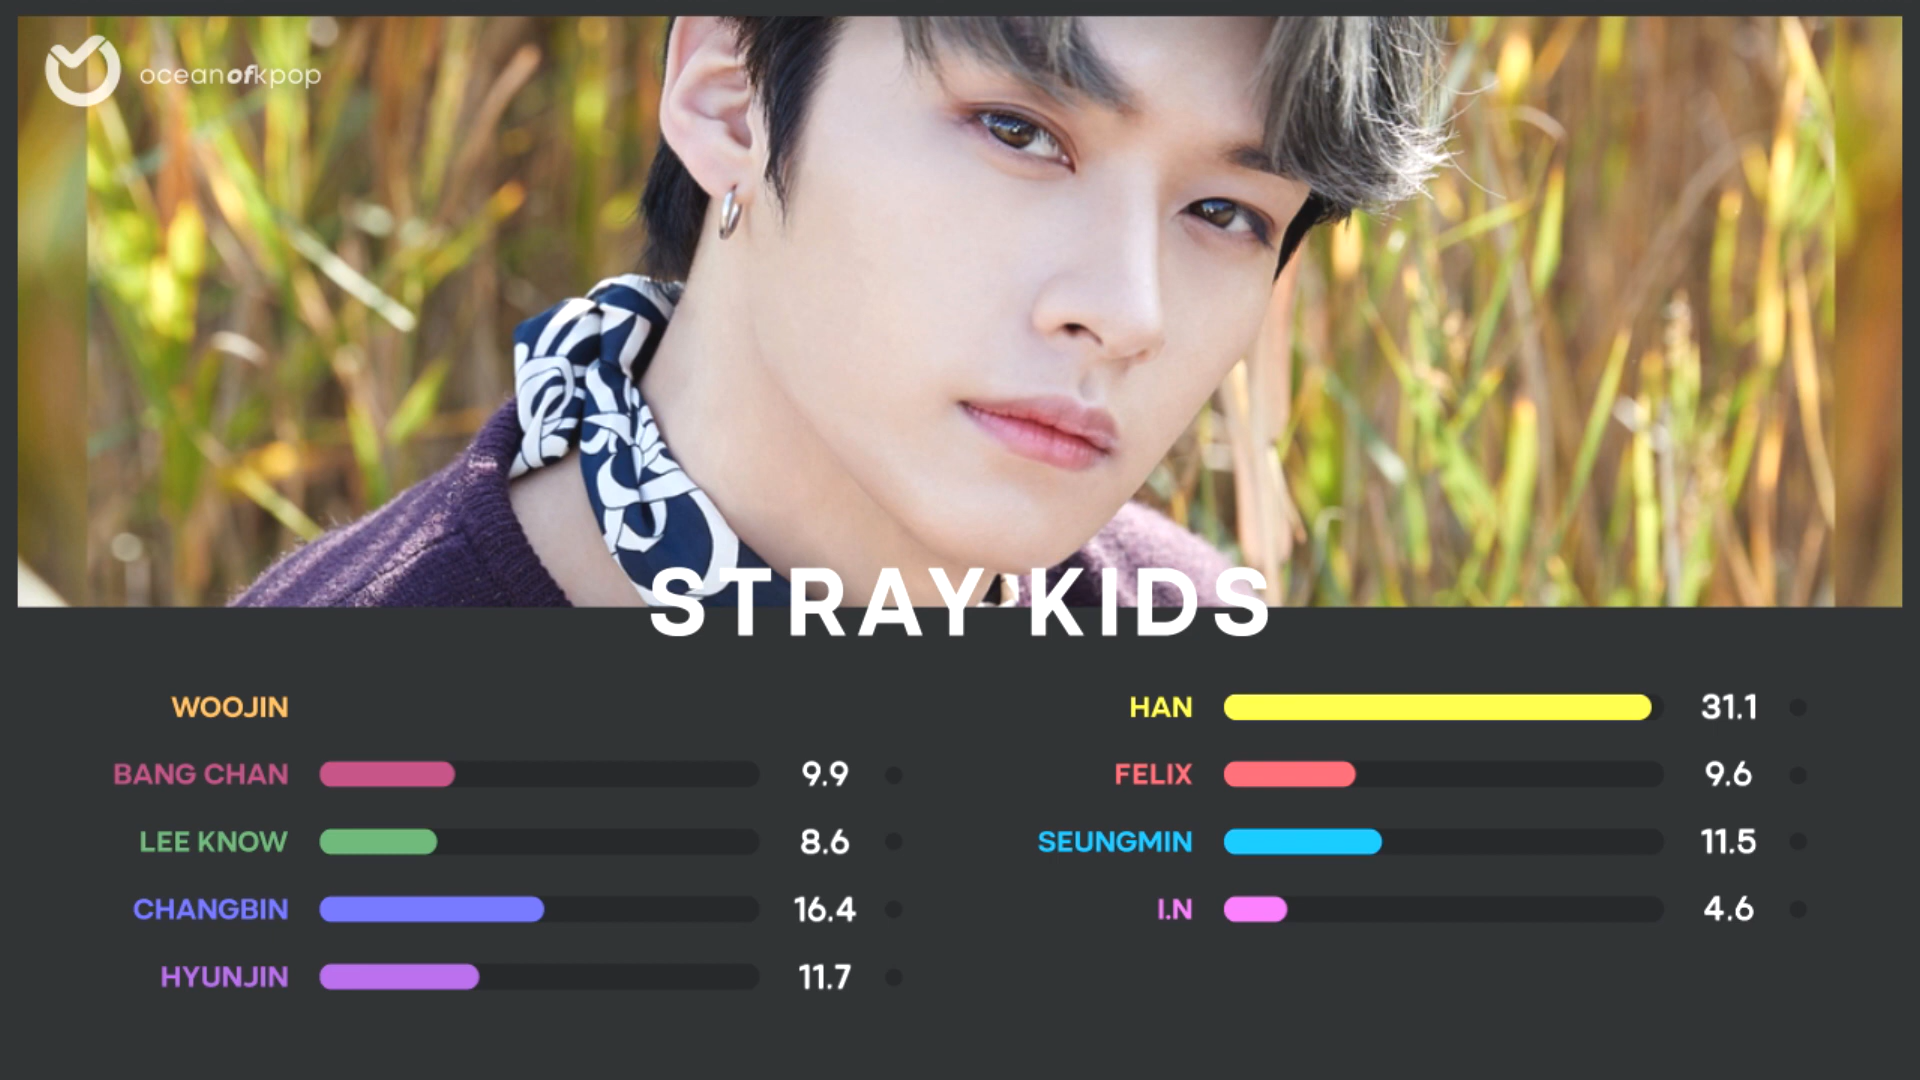 oceanofkpop
STRAY KIDS
WOOJIN
BANG CHAN 9.9
LEE KNOW 8.6
CHANGBIN 16.4
HYUNJIN 11.7
HAN 31.1
FELIX 9.6
SEUNGMIN 11.5
I.N 4.6